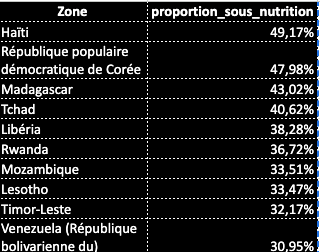 Zone proportion_sous_nutrition
Haïti 49,17%
République populaire
démocratique de Corée 47,98%
Madagascar 43,02%
Tchad 40,62%
Libéria 38,28%
Rwanda 36,72%
Mozambique 33,51%
Lesotho 33,47%
Timor-Leste 32,17%
Venezuela (République
bolivarienne du) 30,95%